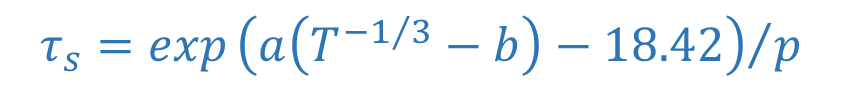 τₛ = exp (a(T⁻¹/³ − b) − 18.42)/p